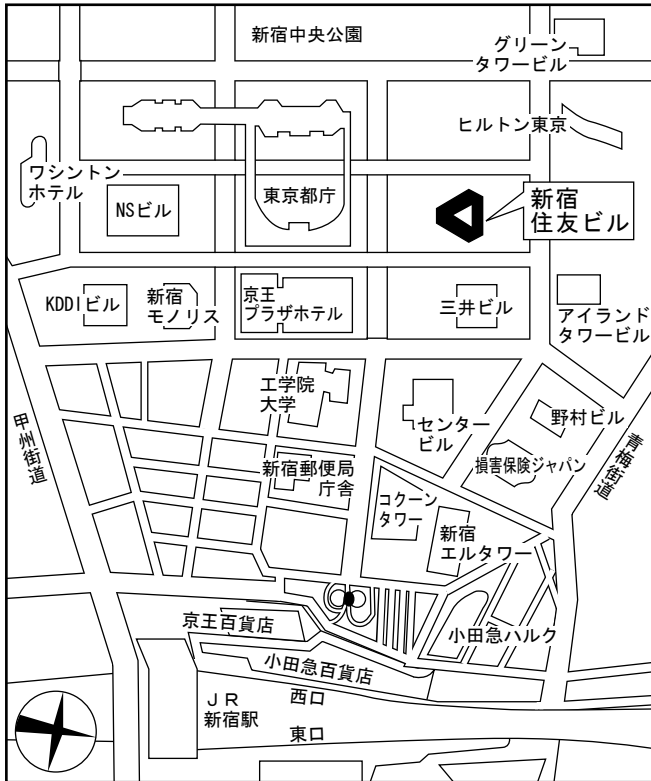 新宿中央公園
グリーン
タワービル
ヒルトン東京
ワシントン
ホテル
NSビル
東京都庁
新宿
住友ビル
KDDIビル
新宿
モノリス
京王
プラザホテル
三井ビル
アイランド
タワービル
工学院
大学
センター
ビル
野村ビル
甲州街道
青梅街道
新宿郵便局
庁舎
損害保険ジャパン
コクーン
タワー
新宿
エルタワー
京王百貨店
小田急ハルク
小田急百貨店
JR
新宿駅
西口
東口